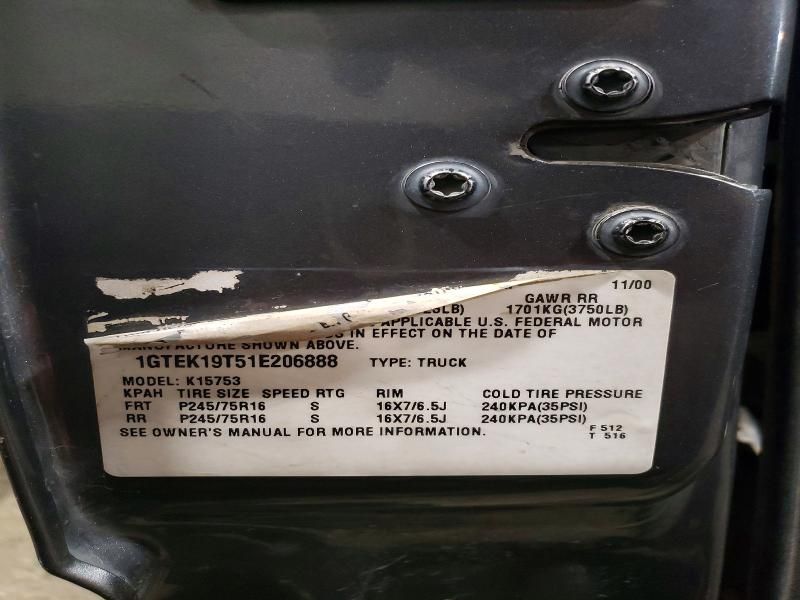 11/00
GAWR RR
1701KG(3750LB)
APPLICABLE U.S. FEDERAL MOTOR
IN EFFECT ON THE DATE OF
MANUFACTURE SHOWN ABOVE.
1GTEK19T51E206888 TYPE: TRUCK
MODEL: K15753
KPAH TIRE SIZE SPEED RTG RIM COLD TIRE PRESSURE
FRT P245/75R16 S 16X7/6.5J 240KPA(35PSI)
RR P245/75R16 S 16X7/6.5J 240KPA(35PSI)
SEE OWNER'S MANUAL FOR MORE INFORMATION.
F 512
T 516